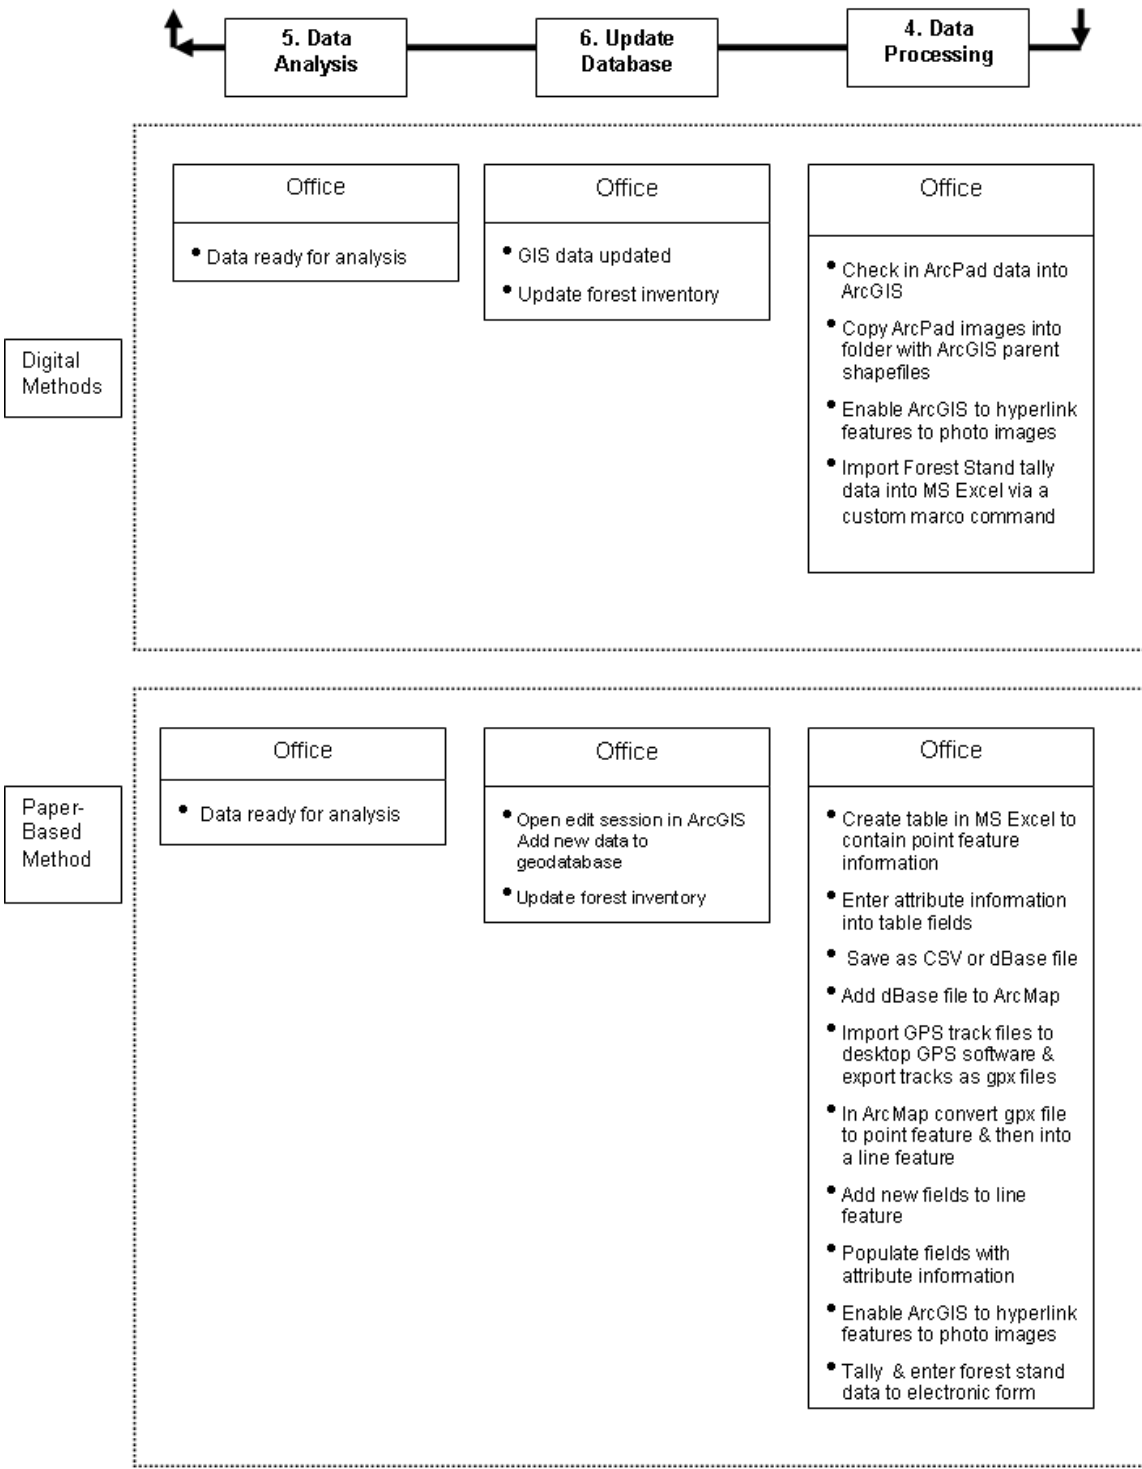 5. Data
Analysis
6. Update
Database
4. Data
Processing
Digital
Methods
Office
• Data ready for analysis
Office
• GIS data updated
• Update forest inventory
Office
• Check in ArcPad data into
ArcGIS
• Copy ArcPad images into
folder with ArcGIS parent
shapefiles
• Enable ArcGIS to hyperlink
features to photo images
• Import Forest Stand tally
data into MS Excel via a
custom marco command
Paper-
Based
Method
Office
• Data ready for analysis
Office
• Open edit session in ArcGIS
Add new data to
geodatabase
• Update forest inventory
Office
• Create table in MS Excel to
contain point feature
information
• Enter attribute information
into table fields
• Save as CSV or dBase file
• Add dBase file to ArcMap
• Import GPS track files to
desktop GPS software &
export tracks as gpx files
• In ArcMap convert gpx file
to point feature & then into
a line feature
• Add new fields to line
feature
• Populate fields with
attribute information
• Enable ArcGIS to hyperlink
features to photo images
• Tally & enter forest stand
data to electronic form